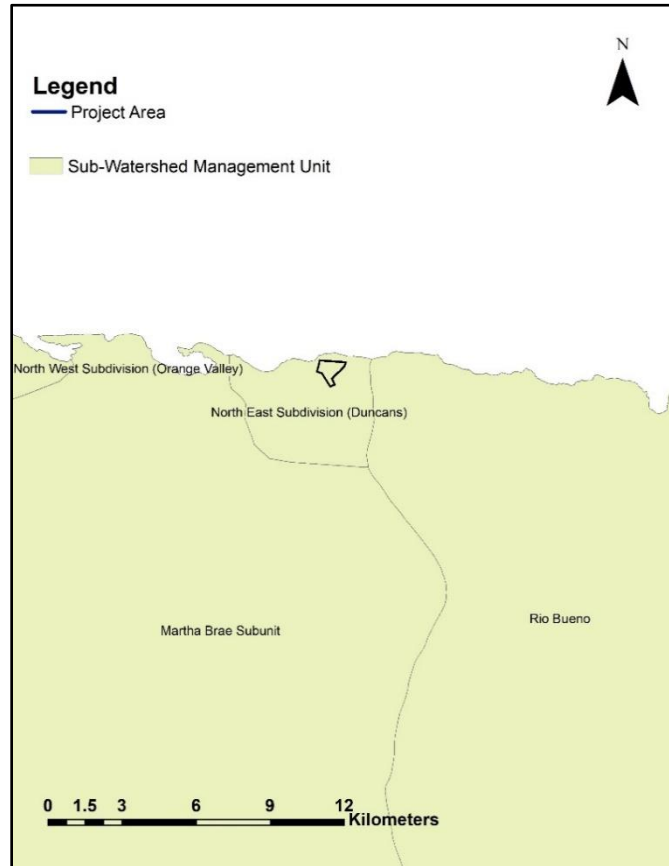 N
Legend
Project Area
Sub-Watershed Management Unit
North West Subdivision (Orange Valley)
North East Subdivision (Duncans)
Martha Brae Subunit
Rio Bueno
0 1.5 3 6 9 12
Kilometers